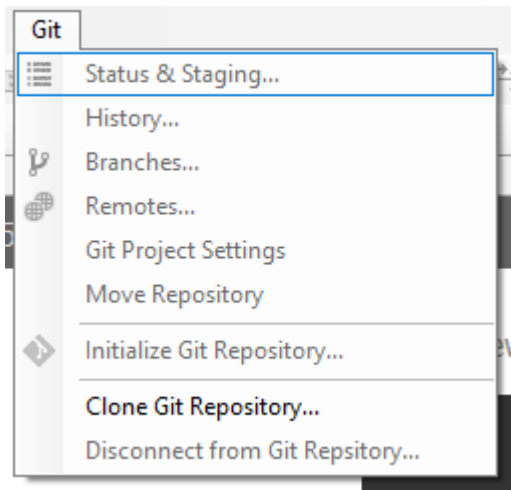 Git
Status & Staging...
History...
Branches...
Remotes...
Git Project Settings
Move Repository
Initialize Git Repository...
Clone Git Repository...
Disconnect from Git Repsitory...